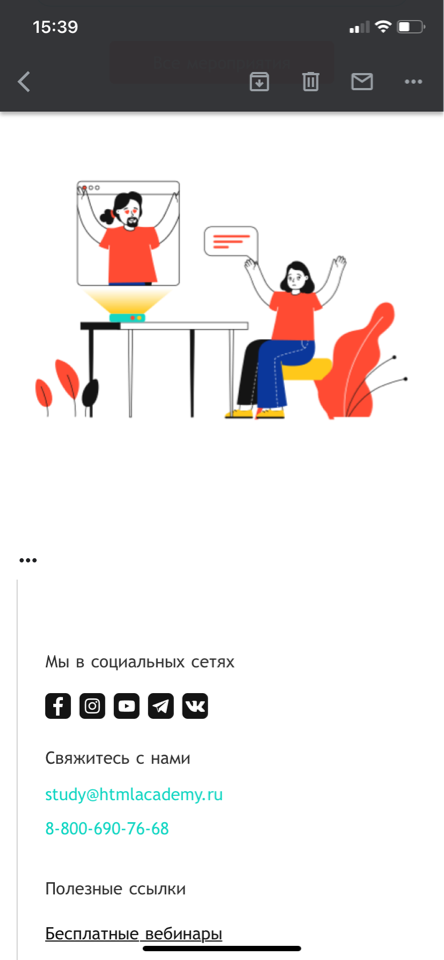 15:39
•••
Мы в социальных сетях
Свяжитесь с нами
study@htmlacademy.ru
8-800-690-76-68
Полезные ссылки
Бесплатные вебинары